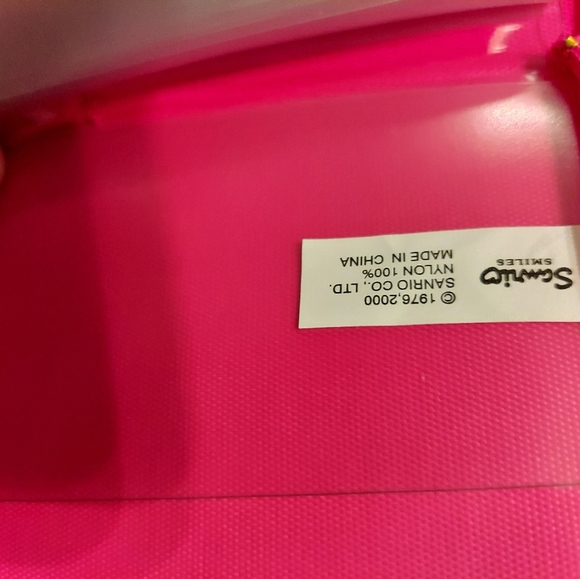 Sanrio
SMILES
© 1976,2000
SANRIO CO., LTD.
NYLON 100%
MADE IN CHINA